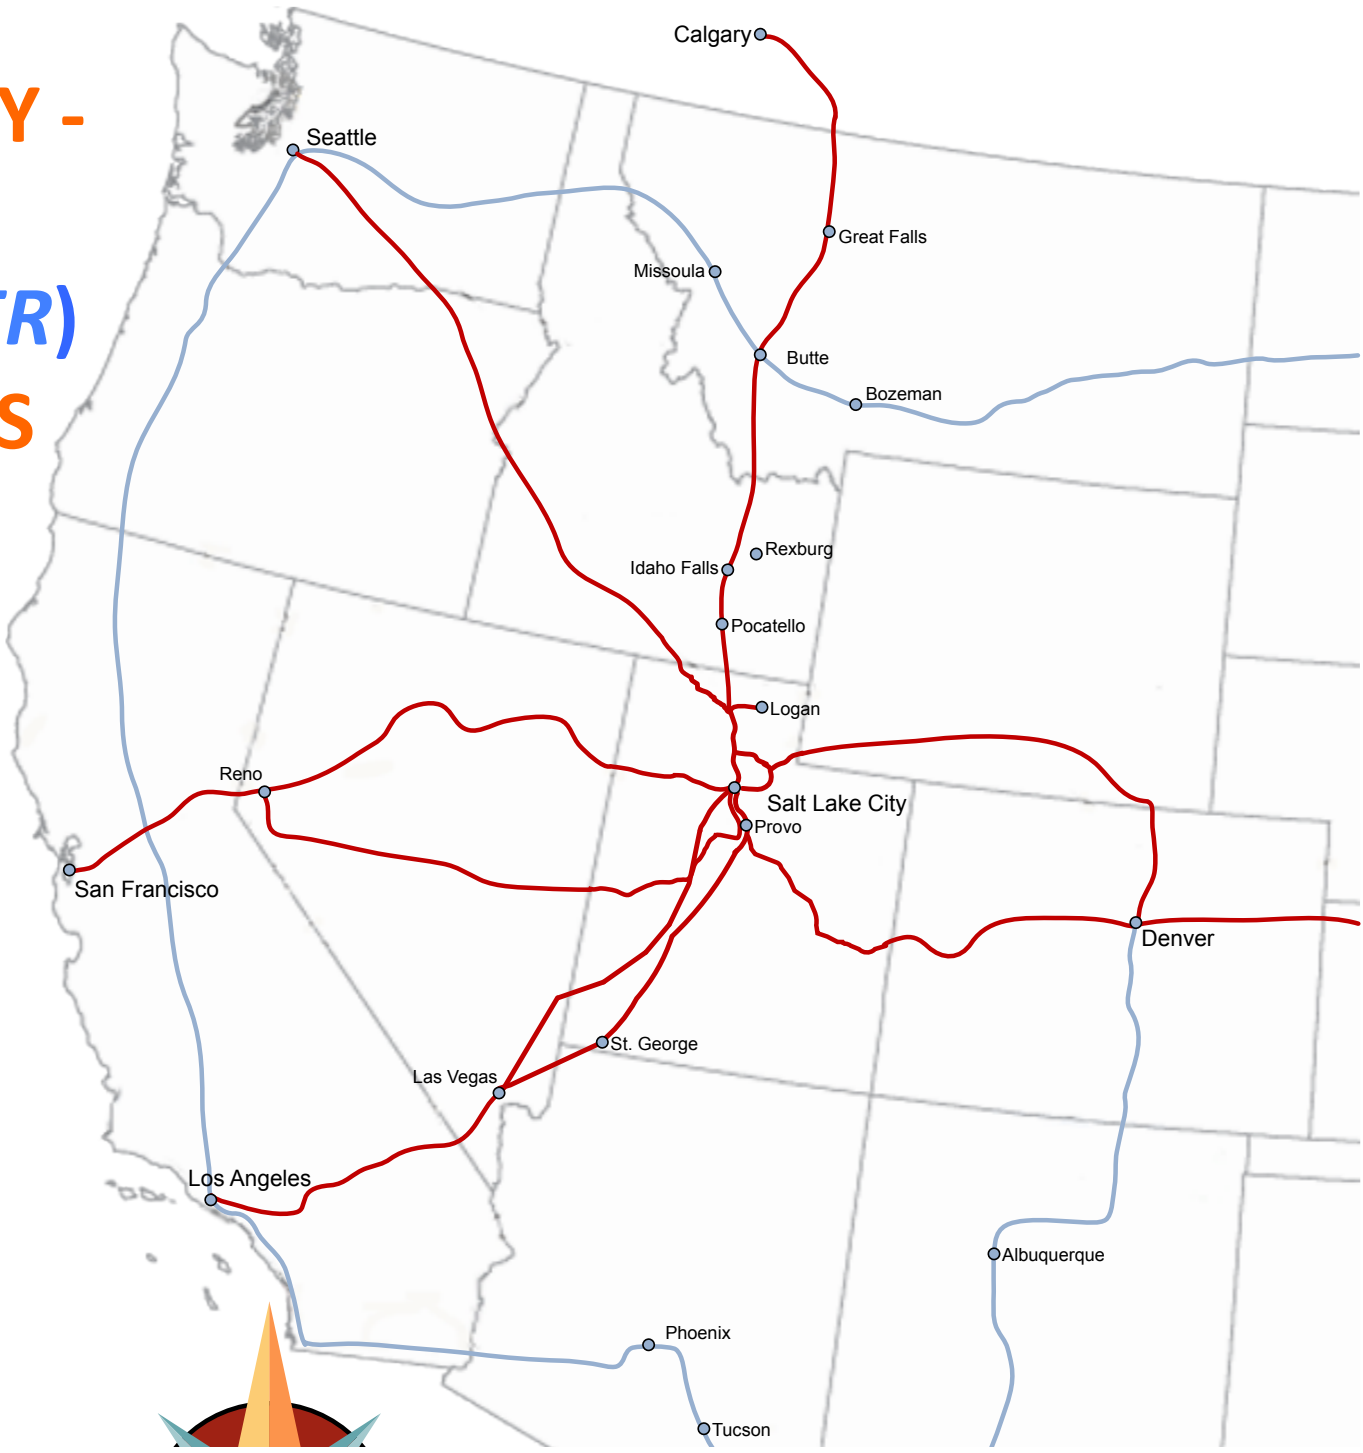 Calgary
Y -
Seattle
Great Falls
Missoula
TR)
Butte
Bozeman
S
Rexburg
Idaho Falls
Pocatello
Logan
Reno
Salt Lake City
Provo
San Francisco
Denver
St. George
Las Vegas
Los Angeles
Albuquerque
Phoenix
Tucson